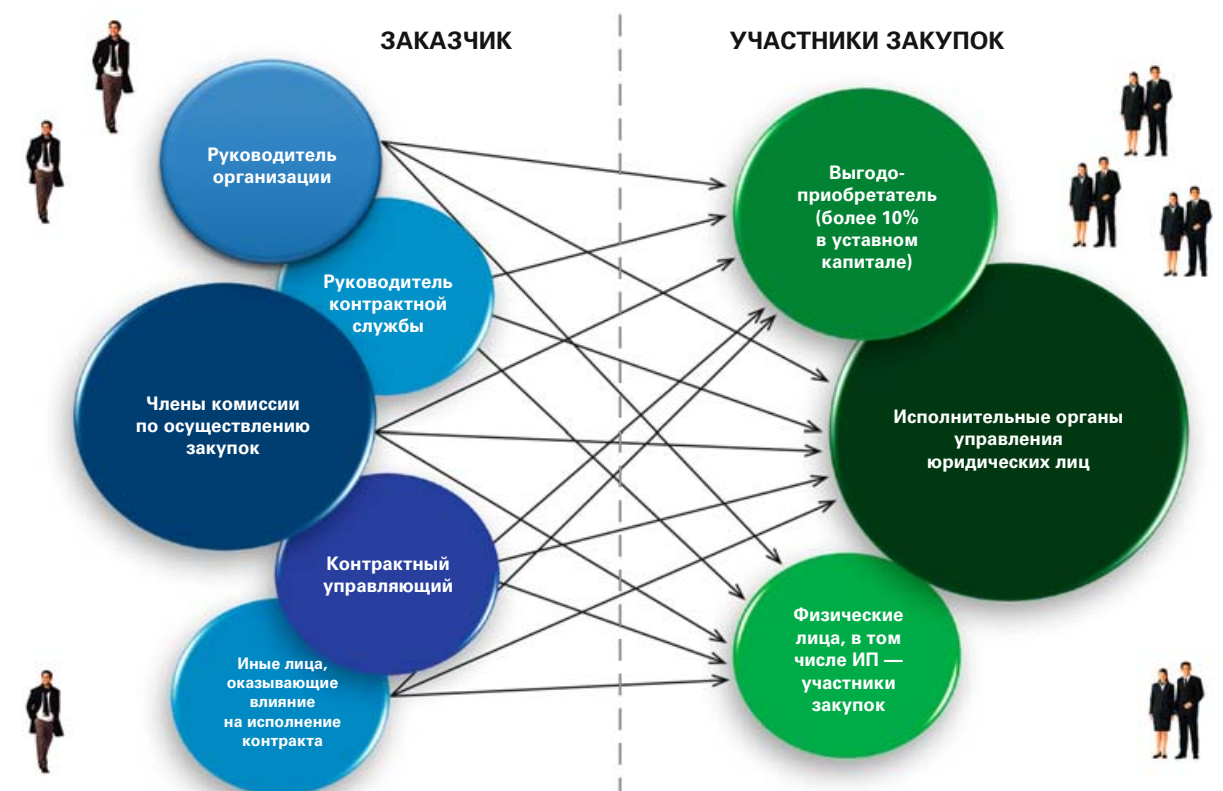 ЗАКАЗЧИК
УЧАСТНИКИ ЗАКУПОК
Руководитель
организации
Руководитель
контрактной
службы
Члены комиссии
по осуществлению
закупок
Контрактный
управляющий
Иные лица,
оказывающие
влияние
на исполнение
контракта
Выгодо-
приобретатель
(более 10%
в уставном
капитале)
Исполнительные органы
управления
юридических лиц
Физические
лица, в том
числе ИП —
участники
закупок